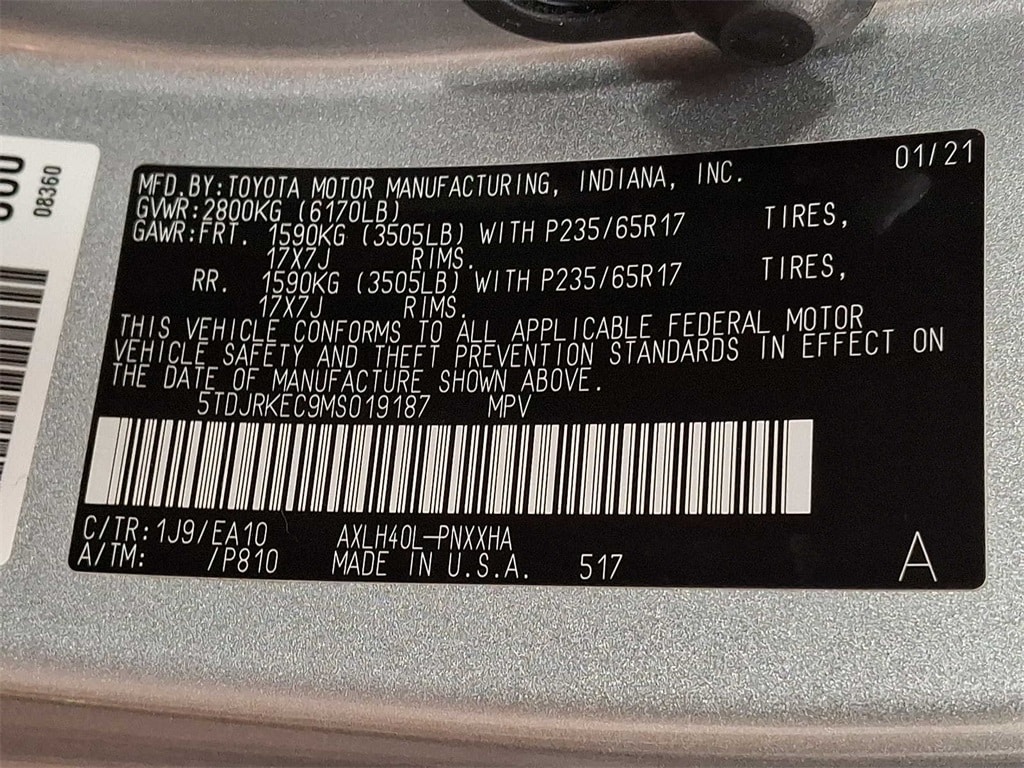 08360
01/21
MFD.BY:TOYOTA MOTOR MANUFACTURING, INDIANA, INC.
GVWR:2800KG (6170LB)
GAWR:FRT. 1590KG (3505LB) WITH P235/65R17 TIRES,
17X7J RIMS.
RR. 1590KG (3505LB) WITH P235/65R17 TIRES,
17X7J RIMS.
THIS VEHICLE CONFORMS TO ALL APPLICABLE FEDERAL MOTOR
VEHICLE SAFETY AND THEFT PREVENTION STANDARDS IN EFFECT ON
THE DATE OF MANUFACTURE SHOWN ABOVE.
5TDJRKEC9MS019187 MPV
C/TR:1J9/EA10 AXLH40L-PNXXHA
A/TM: /P810 MADE IN U.S.A. 517 A